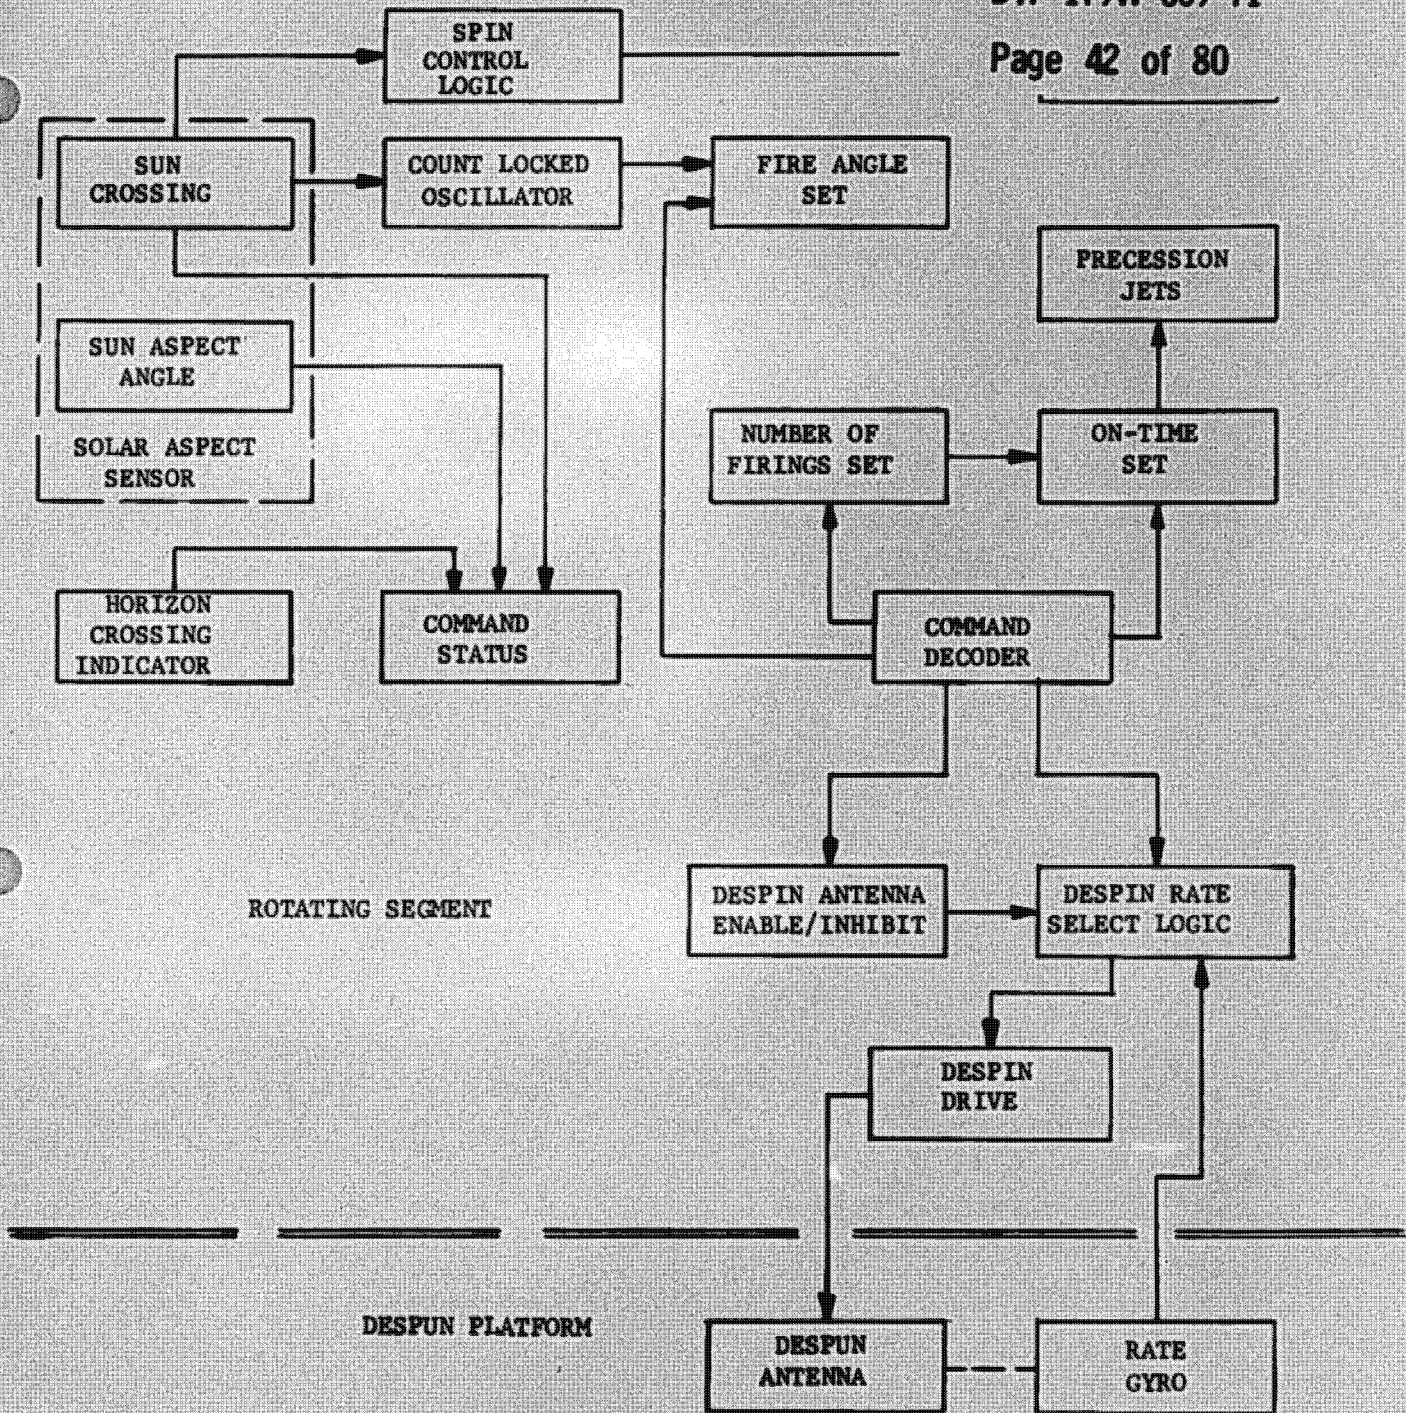 Page 42 of 80
SPIN
CONTROL
LOGIC
SUN
CROSSING
COUNT LOCKED
OSCILLATOR
FIRE ANGLE
SET
PRECESSION
JETS
SUN ASPECT
ANGLE
SOLAR ASPECT
SENSOR
NUMBER OF
FIRINGS SET
ON-TIME
SET
HORIZON
CROSSING
INDICATOR
COMMAND
STATUS
COMMAND
DECODER
ROTATING SEGMENT
DESPIN ANTENNA
ENABLE/INHIBIT
DESPIN RATE
SELECT LOGIC
DESPIN
DRIVE
DESPUN PLATFORM
DESPUN
ANTENNA
RATE
GYRO